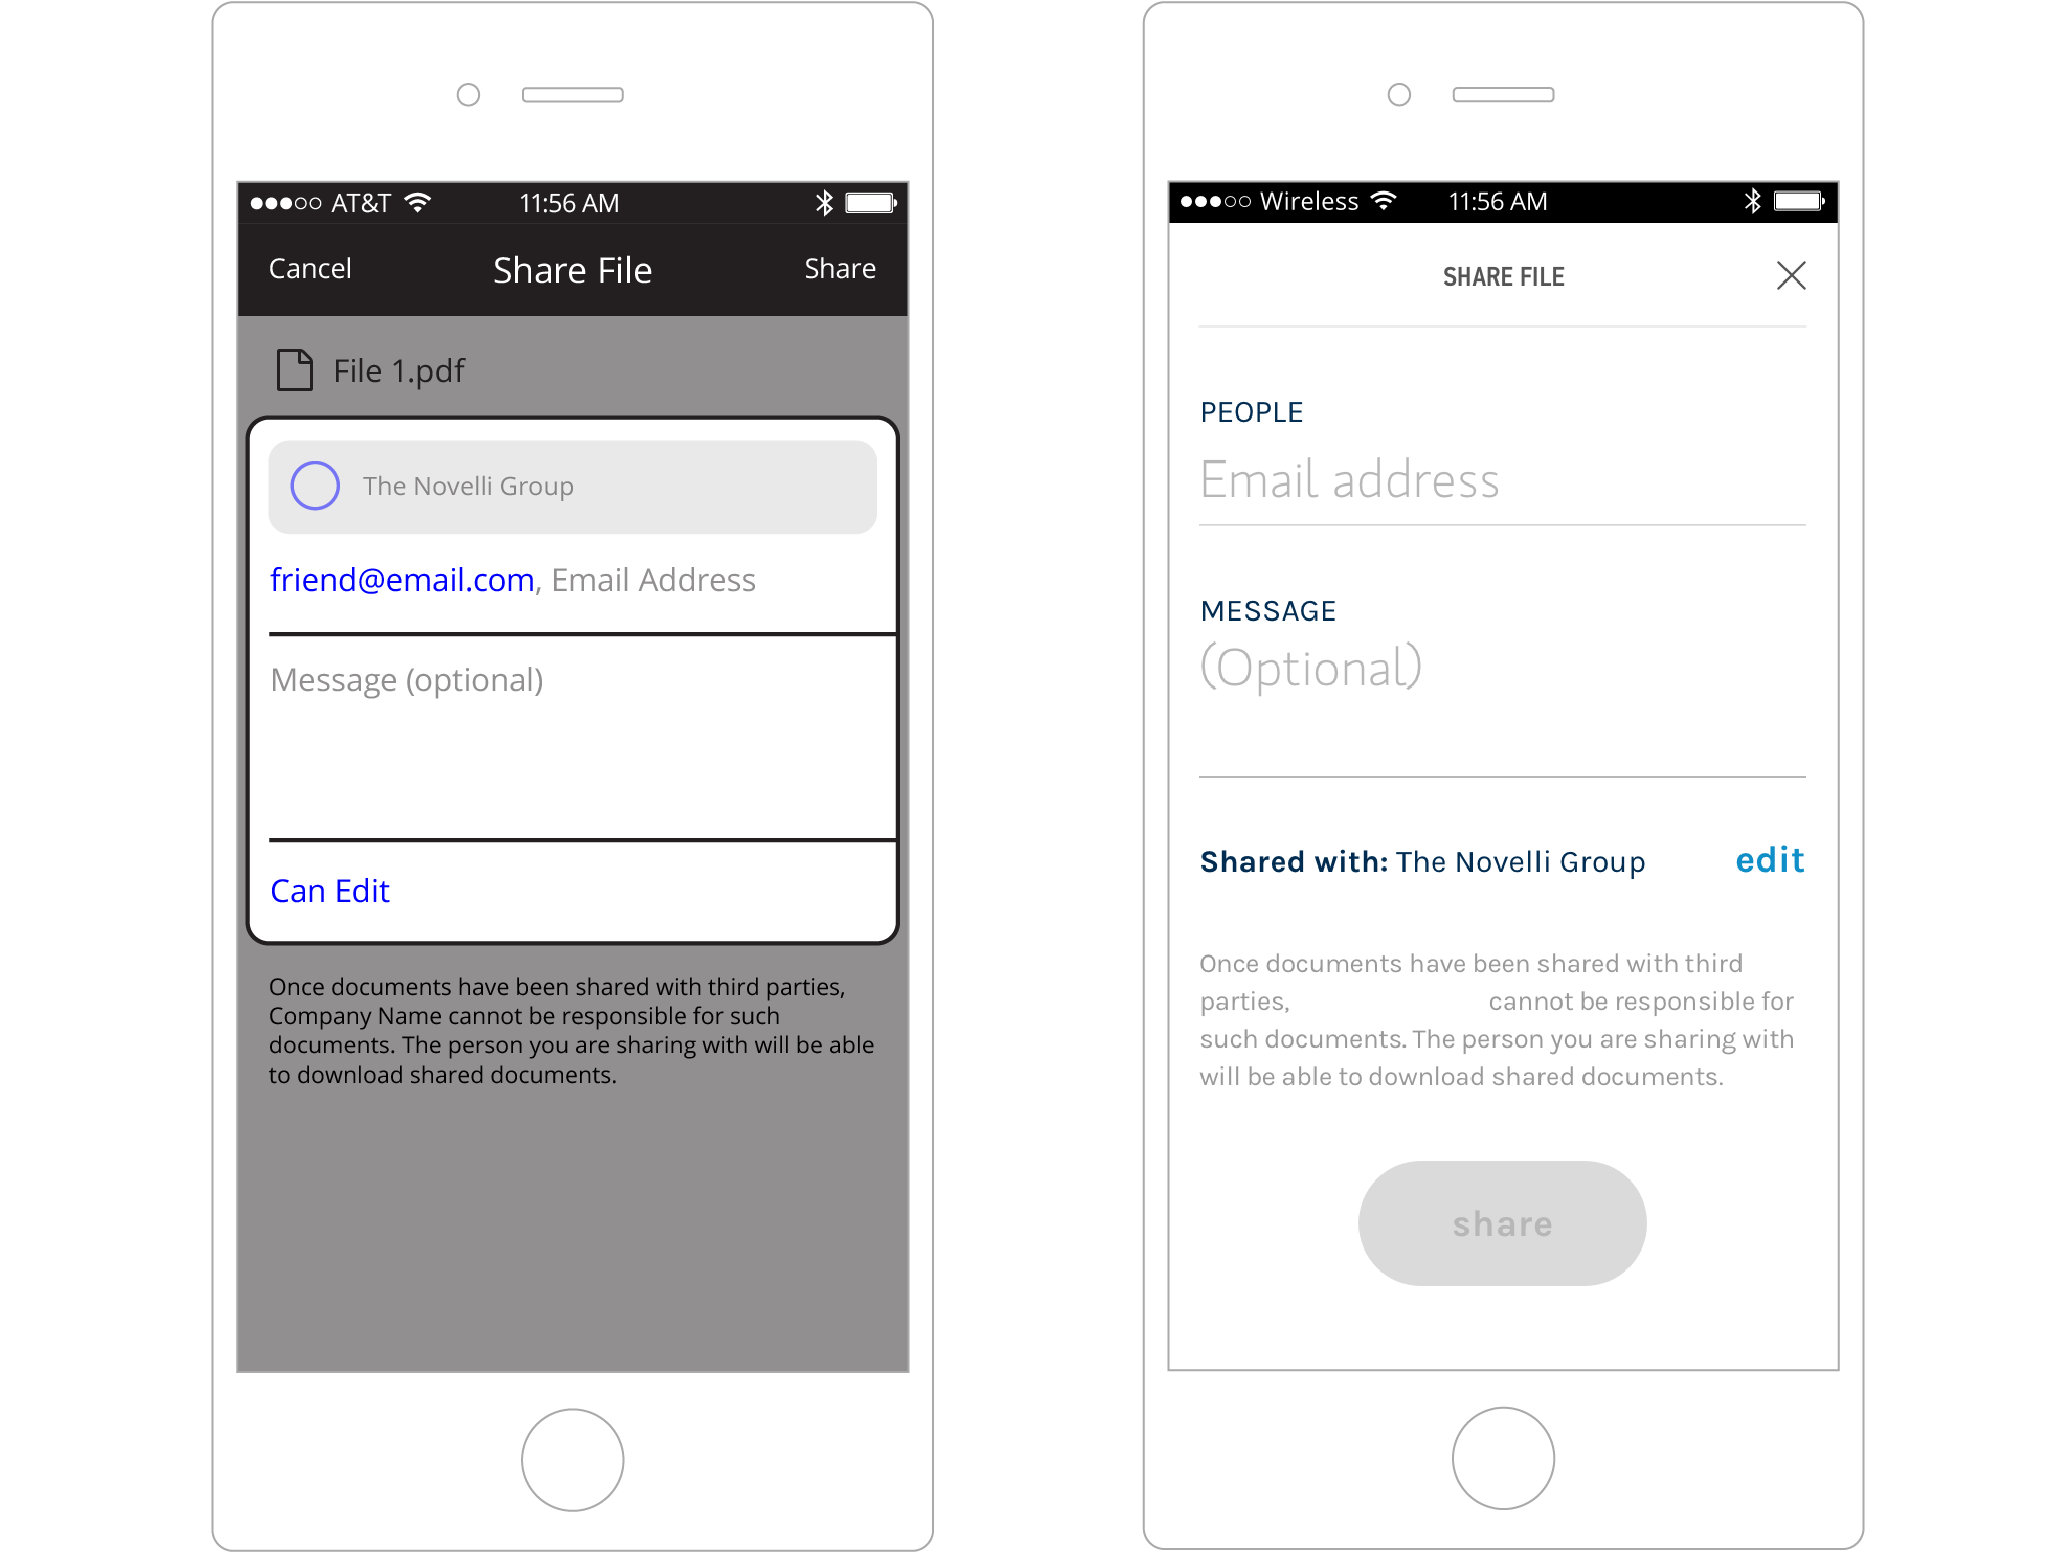 AT&T 11:56 AM
Cancel Share File Share
File 1.pdf
The Novelli Group
friend@email.com, Email Address
Message (optional)
Can Edit
Once documents have been shared with third parties,
Company Name cannot be responsible for such
documents. The person you are sharing with will be able
to download shared documents.
Wireless 11:56 AM
SHARE FILE
PEOPLE
Email address
MESSAGE
(Optional)
Shared with: The Novelli Group edit
Once documents have been shared with third
parties, cannot be responsible for
such documents. The person you are sharing with
will be able to download shared documents.
share